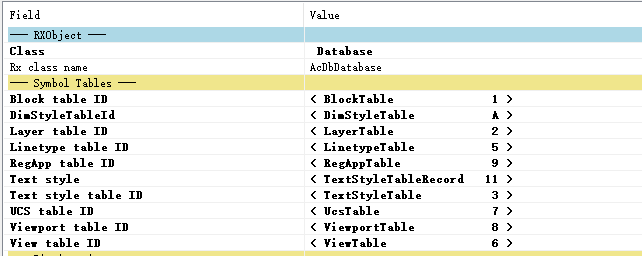 Field Value
── RXObject ──
Class Database
Rx class name AcDbDatabase
── Symbol Tables ──
Block table ID < BlockTable 1 >
DimStyleTableId < DimStyleTable A >
Layer table ID < LayerTable 2 >
Linetype table ID < LinetypeTable 5 >
RegApp table ID < RegAppTable 9 >
Text style < TextStyleTableRecord 11 >
Text style table ID < TextStyleTable 3 >
UCS table ID < UcsTable 7 >
Viewport table ID < ViewportTable 8 >
View table ID < ViewTable 6 >